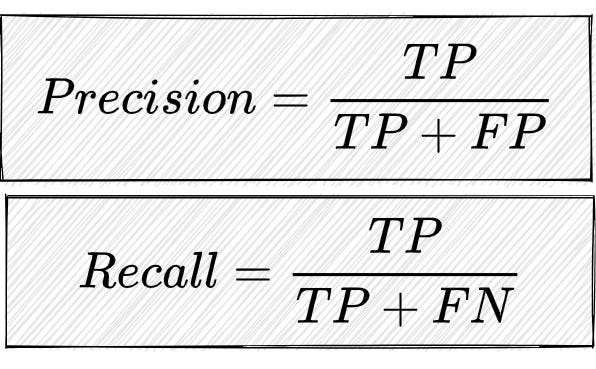 Precision = TP / TP + FP
Recall = TP / TP + FN